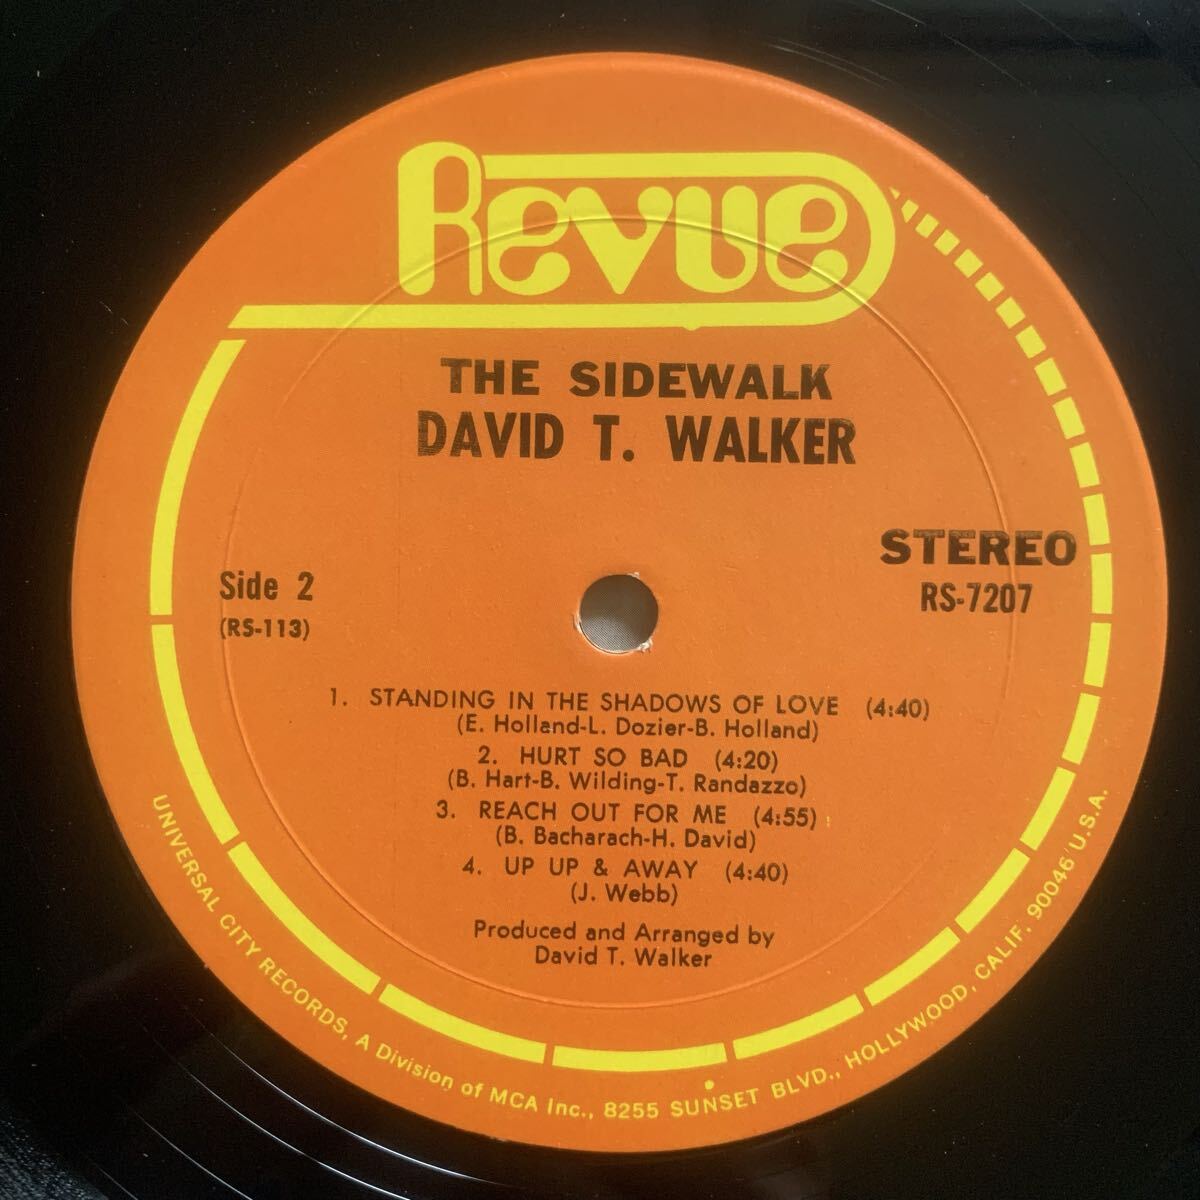 Revue
THE SIDEWALK
DAVID T. WALKER
STEREO
RS-7207
Side 2
(RS-113)
1. STANDING IN THE SHADOWS OF LOVE (4:40)
(E. Holland-L. Dozier-B. Holland)
2. HURT SO BAD (4:20)
(B. Hart-B. Wilding-T. Randazzo)
3. REACH OUT FOR ME (4:55)
(B. Bacharach-H. David)
4. UP UP & AWAY (4:40)
(J. Webb)
Produced and Arranged by
David T. Walker
UNIVERSAL CITY RECORDS, A Division of MCA Inc., 8255 SUNSET BLVD., HOLLYWOOD, CALIF. 90046 U.S.A.